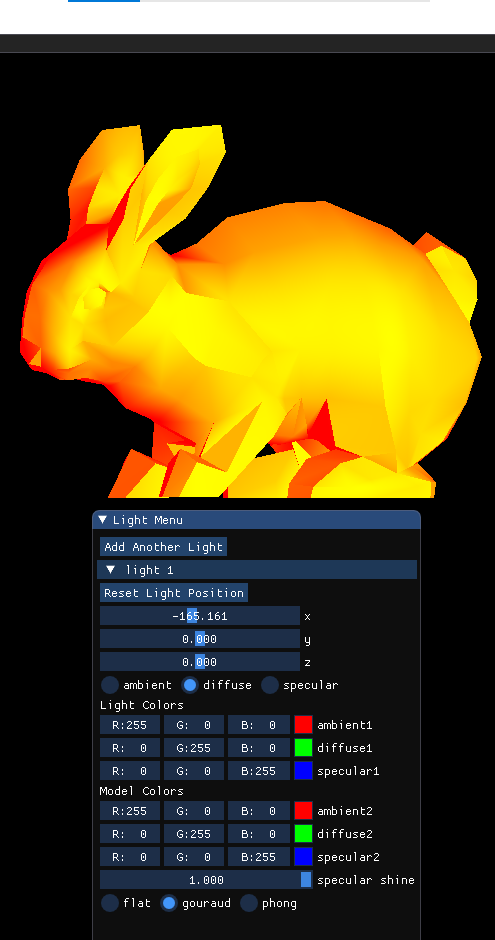 Light Menu
Add Another Light
light 1
Reset Light Position
-165.161 x
0.000 y
0.000 z
ambient diffuse specular
Light Colors
R:255 G: 0 B: 0 ambient1
R: 0 G:255 B: 0 diffuse1
R: 0 G: 0 B:255 specular1
Model Colors
R:255 G: 0 B: 0 ambient2
R: 0 G:255 B: 0 diffuse2
R: 0 G: 0 B:255 specular2
1.000 specular shine
flat gouraud phong